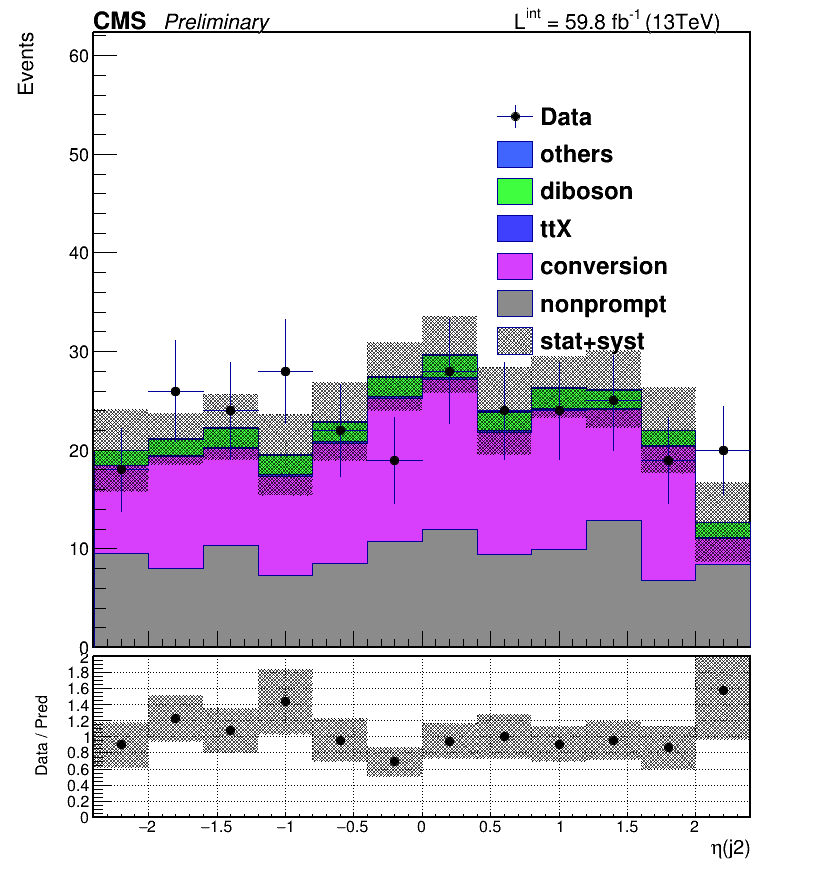 CMS Preliminary L^int = 59.8 fb^-1 (13TeV)
Events
60
50
40
30
20
10
0
Data
others
diboson
ttX
conversion
nonprompt
stat+syst
Data / Pred
2
1.8
1.6
1.4
1.2
1
0.8
0.6
0.4
0.2
0
−2 −1.5 −1 −0.5 0 0.5 1 1.5 2
η(j2)